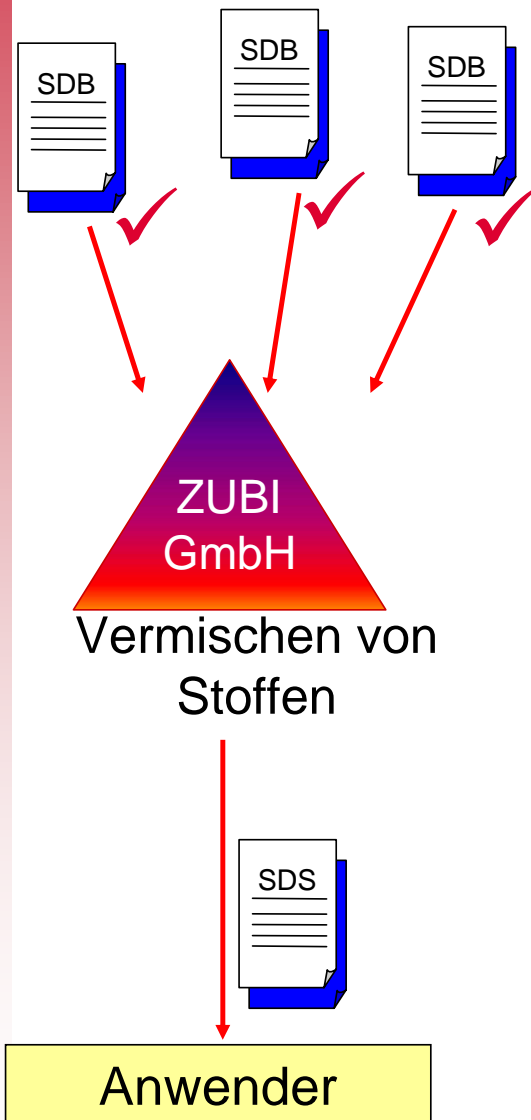 SDB
SDB
SDB
ZUBI
GmbH
Vermischen von
Stoffen
SDS
Anwender